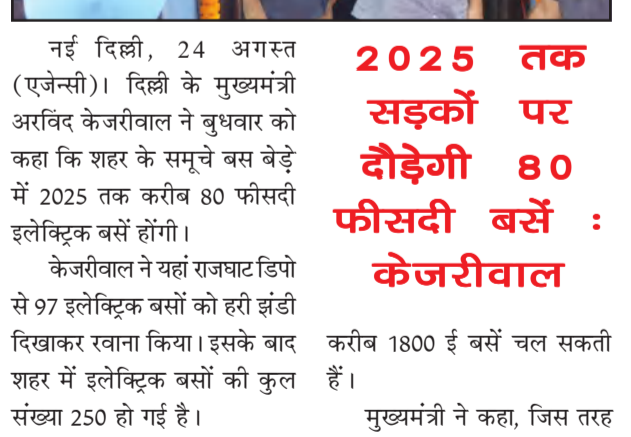 नई दिल्ली, 24 अगस्त
(एजेन्सी)। दिल्ली के मुख्यमंत्री
अरविंद केजरीवाल ने बुधवार को
कहा कि शहर के समूचे बस बेड़े
में 2025 तक करीब 80 फीसदी
इलेक्ट्रिक बसें होंगी।
केजरीवाल ने यहां राजघाट डिपो
से 97 इलेक्ट्रिक बसों को हरी झंडी
दिखाकर रवाना किया। इसके बाद
शहर में इलेक्ट्रिक बसों की कुल
संख्या 250 हो गई है।
2025 तक
सड़कों पर
दौड़ेगी 80
फीसदी बसें :
केजरीवाल
करीब 1800 ई बसें चल सकती
हैं।
मुख्यमंत्री ने कहा, जिस तरह